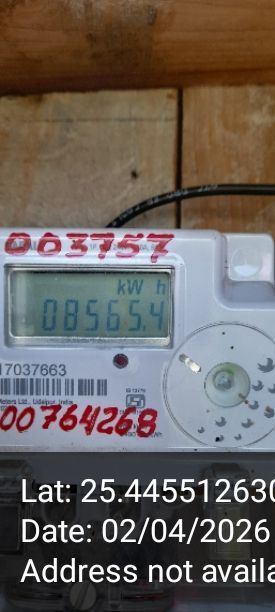 003757
kW h
08565.4
17037663
Meters Ltd., Udaipur, India
00764268
Lat: 25.445512630
Date: 02/04/2026
Address not availa